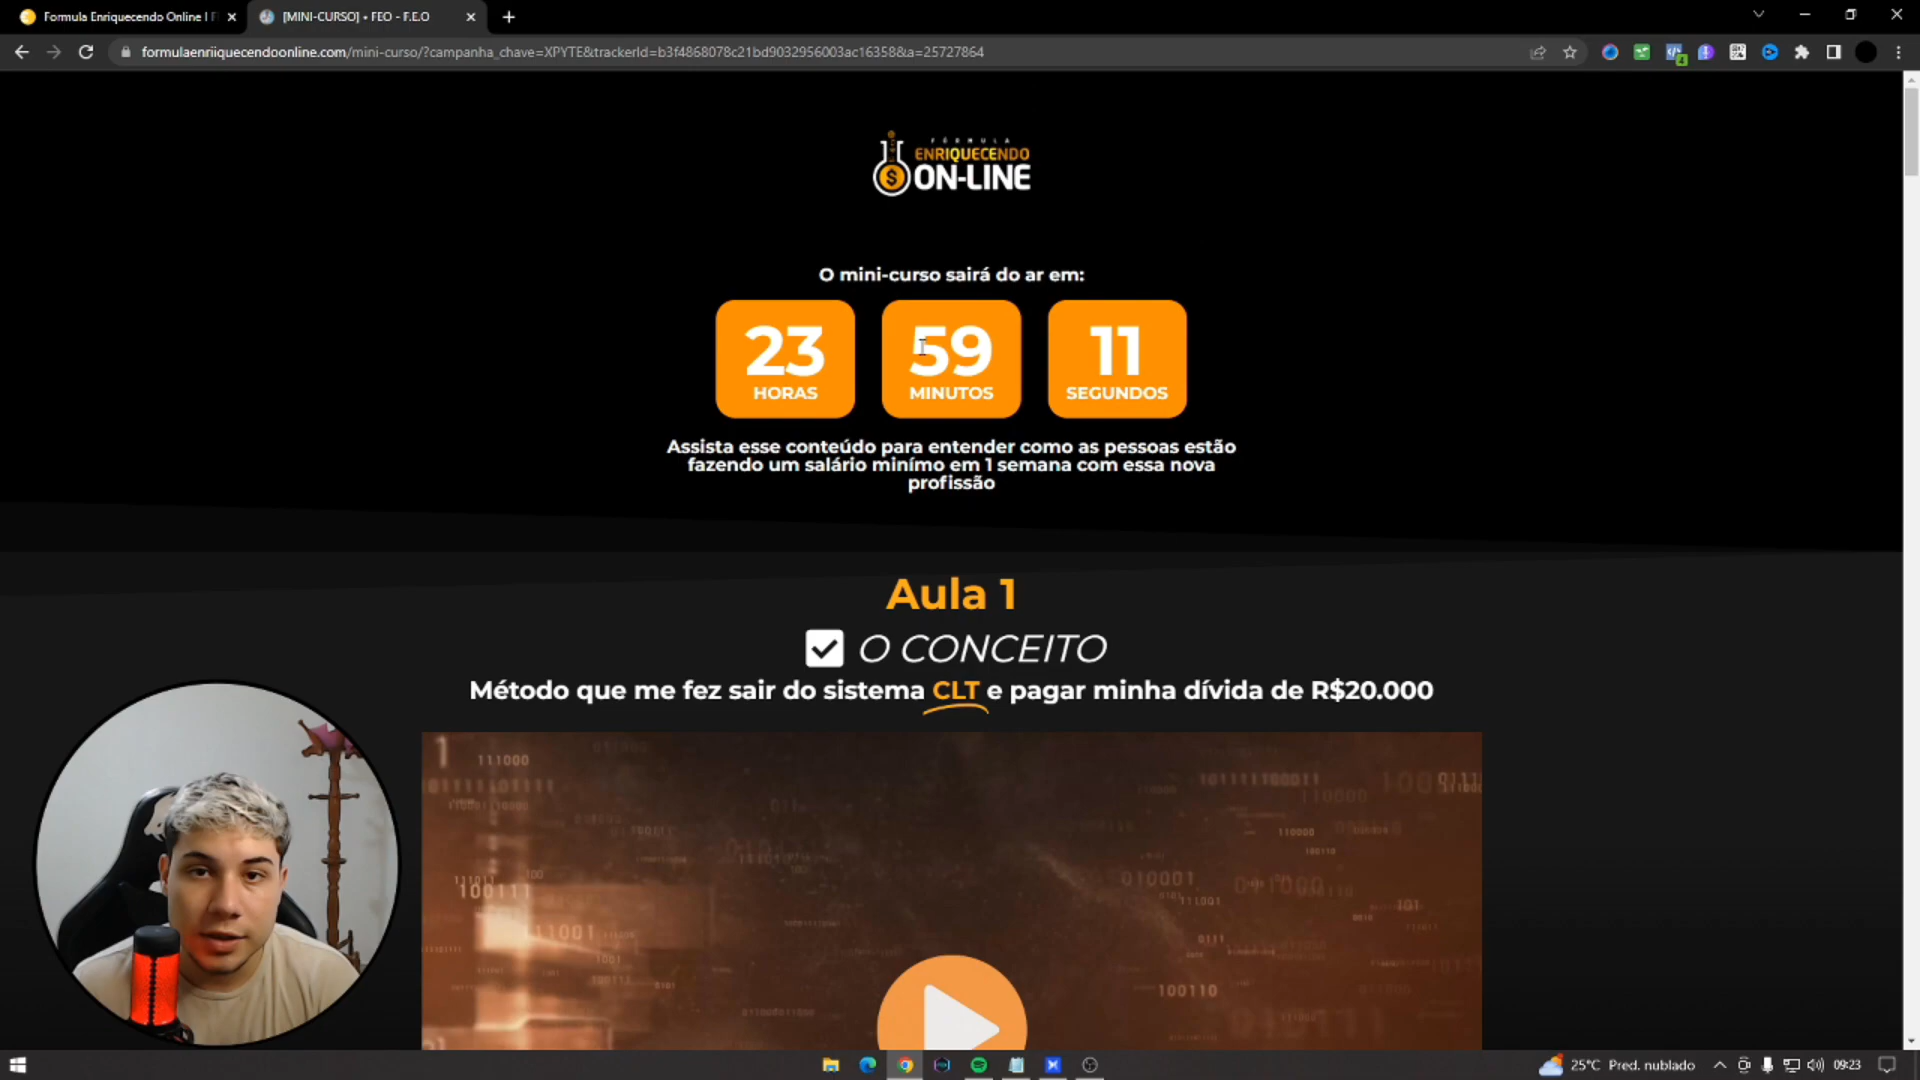 Formula Enriquecendo Online | F
[MINI-CURSO] • FEO - F.E.O
formulaenriiquecendoonline.com/mini-curso/?campanha_chave=XPYTE&trackerId=b3f4868078c21bd9032956003ac16358&a=25727864
FÓRMULA
ENRIQUECENDO
ON-LINE
O mini-curso sairá do ar em:
23 59 11
HORAS MINUTOS SEGUNDOS
Assista esse conteúdo para entender como as pessoas estão
fazendo um salário minímo em 1 semana com essa nova
profissão
Aula 1
O CONCEITO
Método que me fez sair do sistema CLT e pagar minha dívida de R$20.000
111000
100111
100110
25°C Pred. nublado 09:23